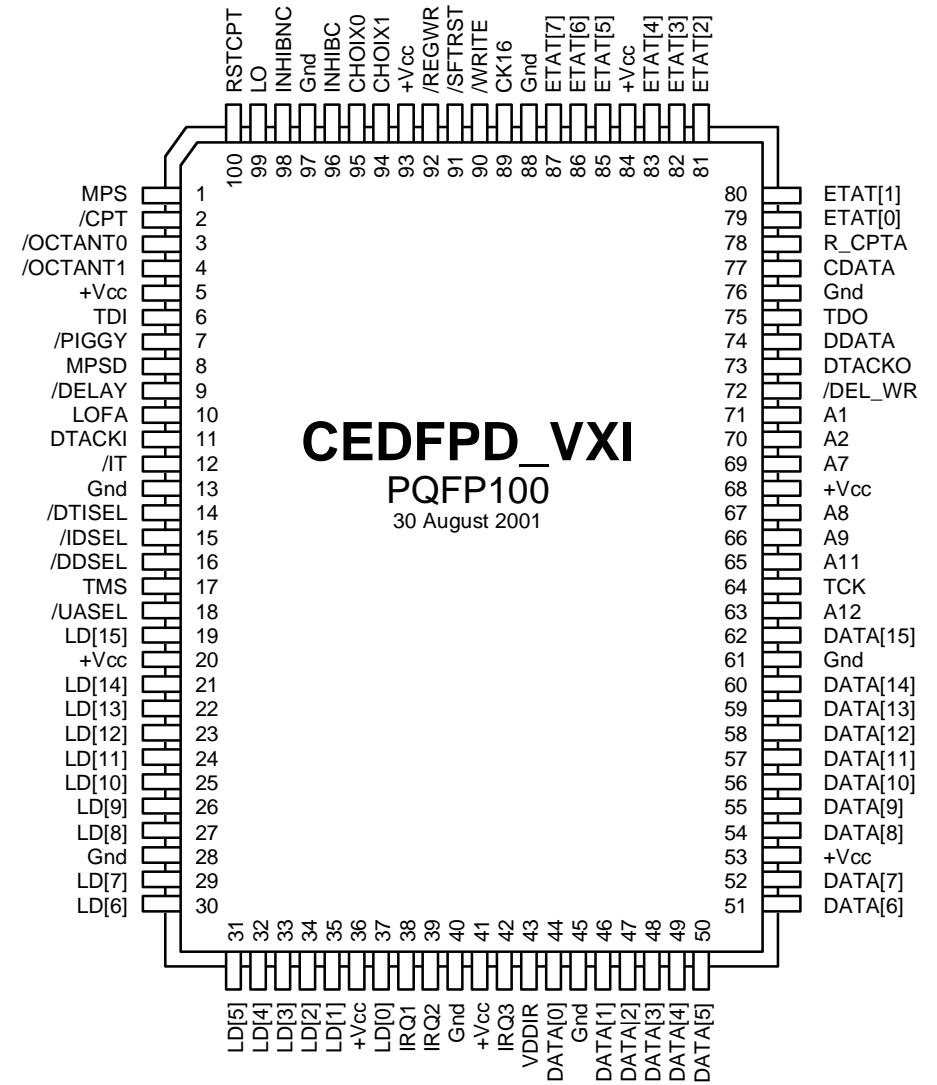 RSTCPT
LO
INHIBNC
Gnd
INHIBC
CHOIX0
CHOIX1
+Vcc
/REGWR
/SFTRST
/WRITE
CK16
Gnd
ETAT[7]
ETAT[6]
ETAT[5]
+Vcc
ETAT[4]
ETAT[3]
ETAT[2]
100
99
98
97
96
95
94
93
92
91
90
89
88
87
86
85
84
83
82
81
MPS 1
/CPT 2
/OCTANT0 3
/OCTANT1 4
+Vcc 5
TDI 6
/PIGGY 7
MPSD 8
/DELAY 9
LOFA 10
DTACKI 11
/IT 12
Gnd 13
/DTISEL 14
/IDSEL 15
/DDSEL 16
TMS 17
/UASEL 18
LD[15] 19
+Vcc 20
LD[14] 21
LD[13] 22
LD[12] 23
LD[11] 24
LD[10] 25
LD[9] 26
LD[8] 27
Gnd 28
LD[7] 29
LD[6] 30
CEDFPD_VXI
PQFP100
30 August 2001
80 ETAT[1]
79 ETAT[0]
78 R_CPTA
77 CDATA
76 Gnd
75 TDO
74 DDATA
73 DTACKO
72 /DEL_WR
71 A1
70 A2
69 A7
68 +Vcc
67 A8
66 A9
65 A11
64 TCK
63 A12
62 DATA[15]
61 Gnd
60 DATA[14]
59 DATA[13]
58 DATA[12]
57 DATA[11]
56 DATA[10]
55 DATA[9]
54 DATA[8]
53 +Vcc
52 DATA[7]
51 DATA[6]
31
32
33
34
35
36
37
38
39
40
41
42
43
44
45
46
47
48
49
50
LD[5]
LD[4]
LD[3]
LD[2]
LD[1]
+Vcc
LD[0]
IRQ1
IRQ2
Gnd
+Vcc
IRQ3
VDDIR
DATA[0]
Gnd
DATA[1]
DATA|2]
DATA[3]
DATA[4]
DATA[5]